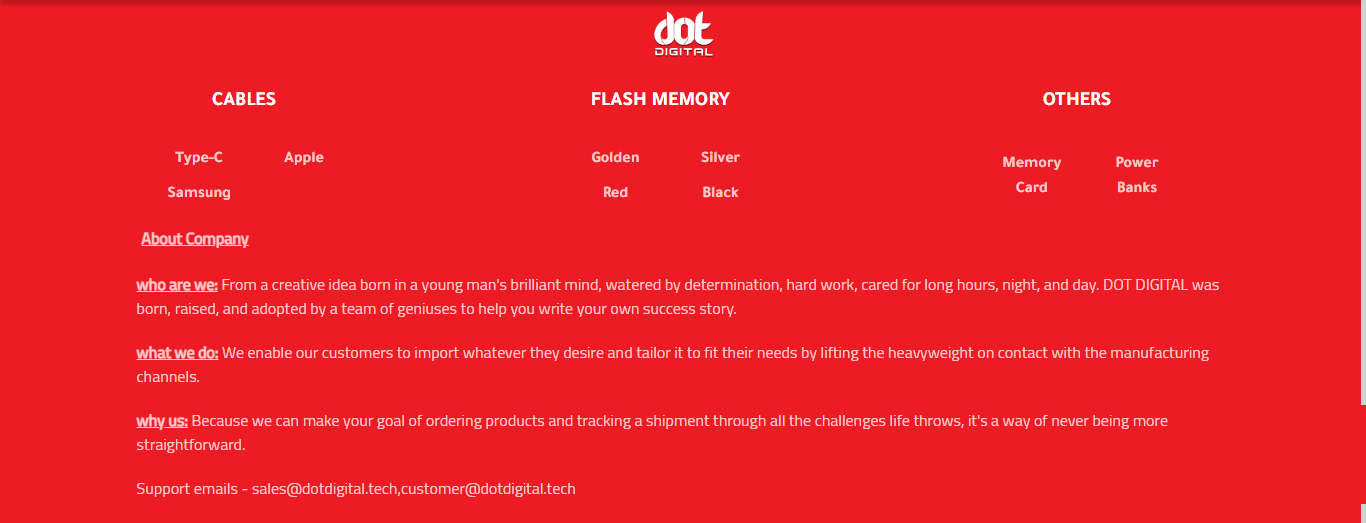 dot
DIGITAL
CABLES
FLASH MEMORY
OTHERS
Type-C Apple
Samsung
Golden Silver
Red Black
Memory Card
Power Banks
About Company
who are we: From a creative idea born in a young man's brilliant mind, watered by determination, hard work, cared for long hours, night, and day. DOT DIGITAL was
born, raised, and adopted by a team of geniuses to help you write your own success story.
what we do: We enable our customers to import whatever they desire and tailor it to fit their needs by lifting the heavyweight on contact with the manufacturing
channels.
why us: Because we can make your goal of ordering products and tracking a shipment through all the challenges life throws, it's a way of never being more
straightforward.
Support emails - sales@dotdigital.tech,customer@dotdigital.tech